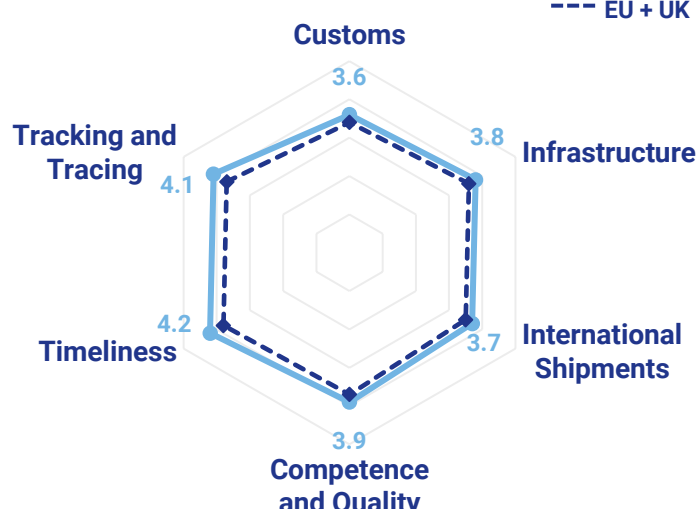 EU + UK
Customs
3.6
Tracking and
Tracing
4.1
3.8
Infrastructure
4.2
Timeliness
International
Shipments
3.7
3.9
Competence
and Quality